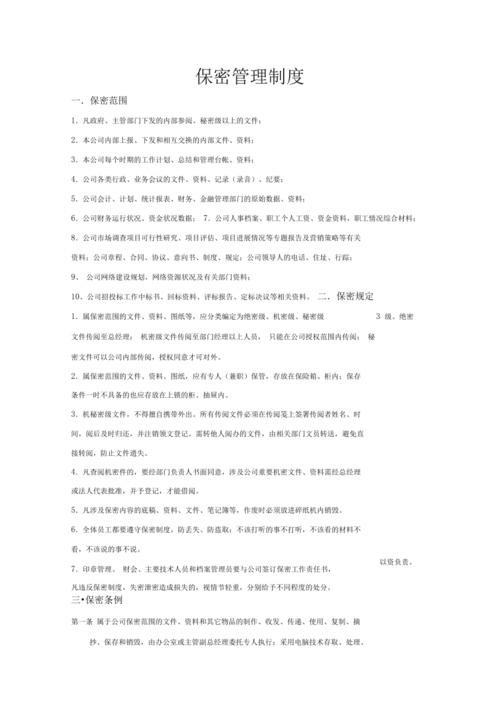 保密管理制度
一．保密范围
1．凡政府、主管部门下发的内部参阅、秘密级以上的文件；
2．本公司内部上报、下发和相互交换的内部文件、资料；
3．本公司每个时期的工作计划、总结和管理台帐、资料；
4．公司各类行政、业务会议的文件、资料、记录（录音）、纪要；
5．公司会计、计划、统计报表、财务、金融管理部门的原始数据、资料；
6．公司财务运行状况、资金状况数据； 7．公司人事档案、职工个人工资、资金资料，职工情况综合材料；
8．公司市场调查项目可行性研究、项目评估、项目进展情况等专题报告及营销策略等有关
资料；公司章程、合同、协议、意向书、制度、规定；公司领导人的电话、住址、行踪；
9、 公司网络建设规划，网络资源状况及有关部门资料；
10、公司招投标工作中标书、回标资料、评标报告、定标决议等相关资料。 二．保密规定
1．属保密范围的文件、资料、图纸等，应分类编定为绝密级、机密级、秘密级 3 级。绝密
文件传阅至总经理； 机密级文件传阅至部门经理以上人员， 只能在公司授权范围内传阅； 秘
密文件可以公司内部传阅，授权同意才可对外。
2．属保密范围的文件、资料、图纸，应有专人（兼职）保管，存放在保险箱、柜内；保存
条件一时不具备的也应存放在上锁的柜、抽屉内。
3．机秘密级文件，不得擅自携带外出。所有传阅文件必须在传阅笺上签署传阅者姓名、时
间，阅后及时归还，并注销领文登记。需转他人阅办的文件，由相关部门文员转送，避免直
接转阅，防止文件遗失。
4．凡查阅机密件的，要经部门负责人书面同意，涉及公司重要机密文件、资料需经总经理
或法人代表批准，并予登记，才能借阅。
5．凡涉及保密内容的底稿、资料、文件、笔记簿等，作废时必须放进碎纸机内销毁。
6．全体员工都要遵守保密制度，防丢失、防盗取；不该打听的事不打听，不该看的材料不
看，不该说的事不说。
7．印章管理、 财会、主要技术人员和档案管理员要与公司签订保密工作责任书， 以资负责。
凡违反保密制度，失密泄密造成损失的，视情节轻重，分别给予不同程度的处分。
三•保密条例
第一条 属于公司保密范围的文件、资料和其它物品的制作、收发、传递、使用、复制、摘
抄、保存和销毁，由办公室或主管副总经理委托专人执行；采用电脑技术存取、处理、